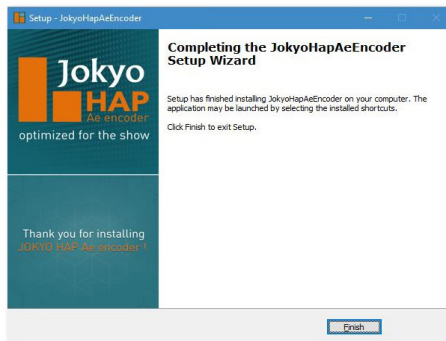 Setup - JokyoHapAeEncoder
Jokyo
HAP
Ae encoder
optimized for the show
Thank you for installing
JOKYO HAP Ae encoder !
Completing the JokyoHapAeEncoder
Setup Wizard
Setup has finished installing JokyoHapAeEncoder on your computer. The
application may be launched by selecting the installed shortcuts.
Click Finish to exit Setup.
Finish